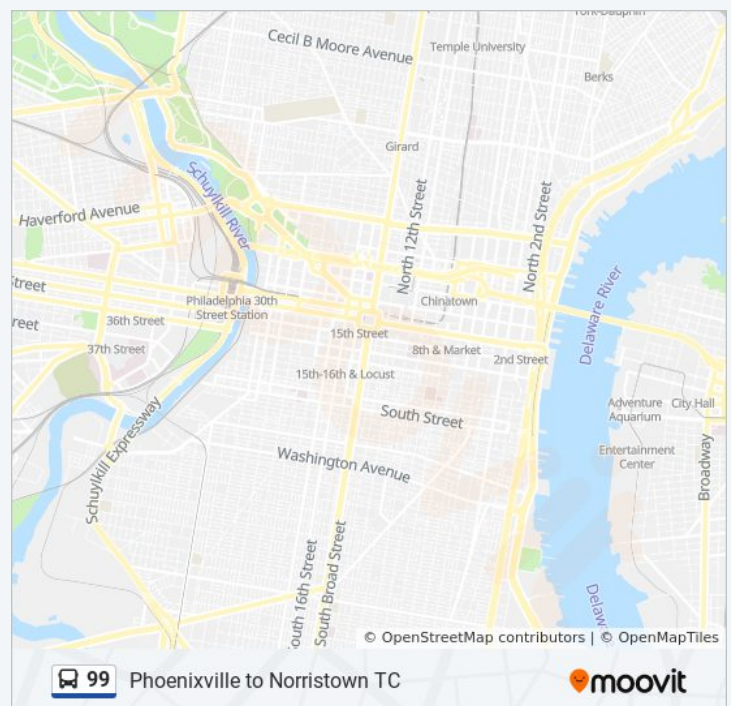 York-Dauphin
Cecil B Moore Avenue
Temple University
Berks
Girard
Schuylkill River
Haverford Avenue
North 12th Street
North 2nd Street
Delaware River
Street
Philadelphia 30th
Street Station
Chinatown
reet
36th Street
15th Street
37th Street
8th & Market
2nd Street
15th-16th & Locust
Adventure
Aquarium
City Hall
South Street
Entertainment
Center
Broadway
Washington Avenue
Schuylkill Expressway
South 16th Street
South Broad Street
Delaw
© OpenStreetMap contributors | © OpenMapTiles
99 Phoenixville to Norristown TC
moovit